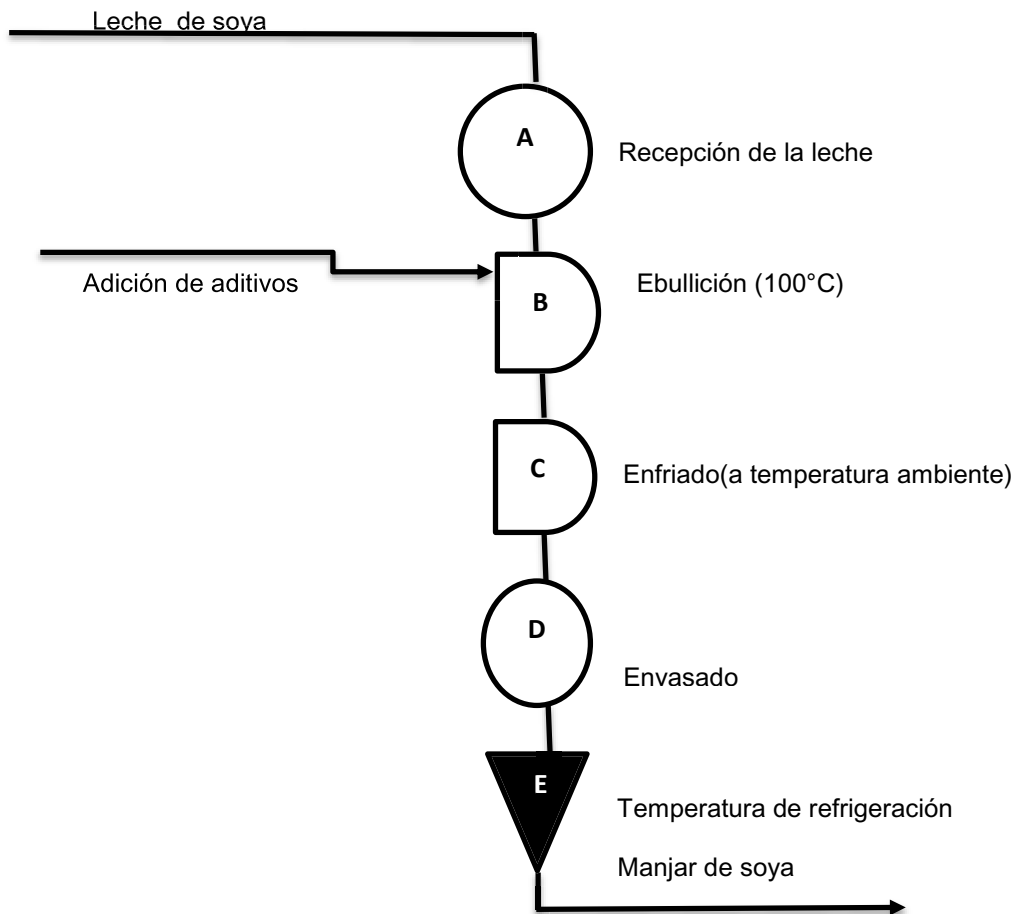 Leche de soya
A
Recepción de la leche
Adición de aditivos
B
Ebullición (100°C)
C
Enfriado(a temperatura ambiente)
D
Envasado
E
Temperatura de refrigeración
Manjar de soya